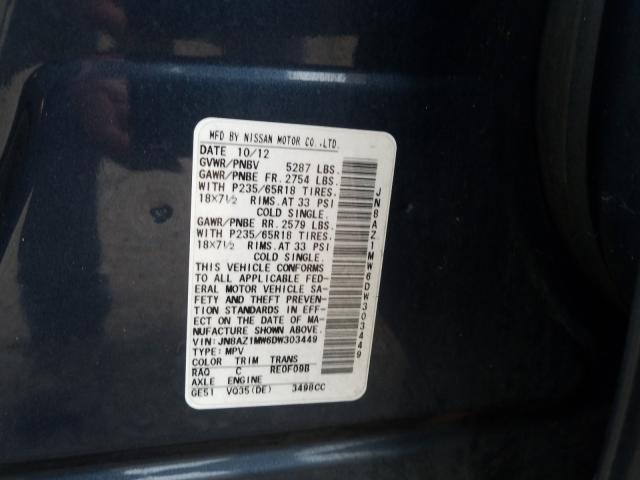 MFD BY NISSAN MOTOR CO.,LTD.
DATE 10/12
GVWR/PNBV 5287 LBS.
GAWR/PNBE FR. 2754 LBS.
WITH P235/65R18 TIRES.
18X7½ RIMS.AT 33 PSI
COLD SINGLE.
GAWR/PNBE RR. 2579 LBS.
WITH P235/65R18 TIRES.
18X7½ RIMS.AT 33 PSI
COLD SINGLE.
THIS VEHICLE CONFORMS
TO ALL APPLICABLE FED-
ERAL MOTOR VEHICLE SA-
FETY AND THEFT PREVEN-
TION STANDARDS IN EFF-
ECT ON THE DATE OF MA-
NUFACTURE SHOWN ABOVE.
VIN:JN8AZ1MW6DW303449
TYPE: MPV
COLOR TRIM TRANS
RAQ C RE0F09B
AXLE ENGINE
GE51 VQ35(DE) 3498CC
JN8AZ1MW6DW303449